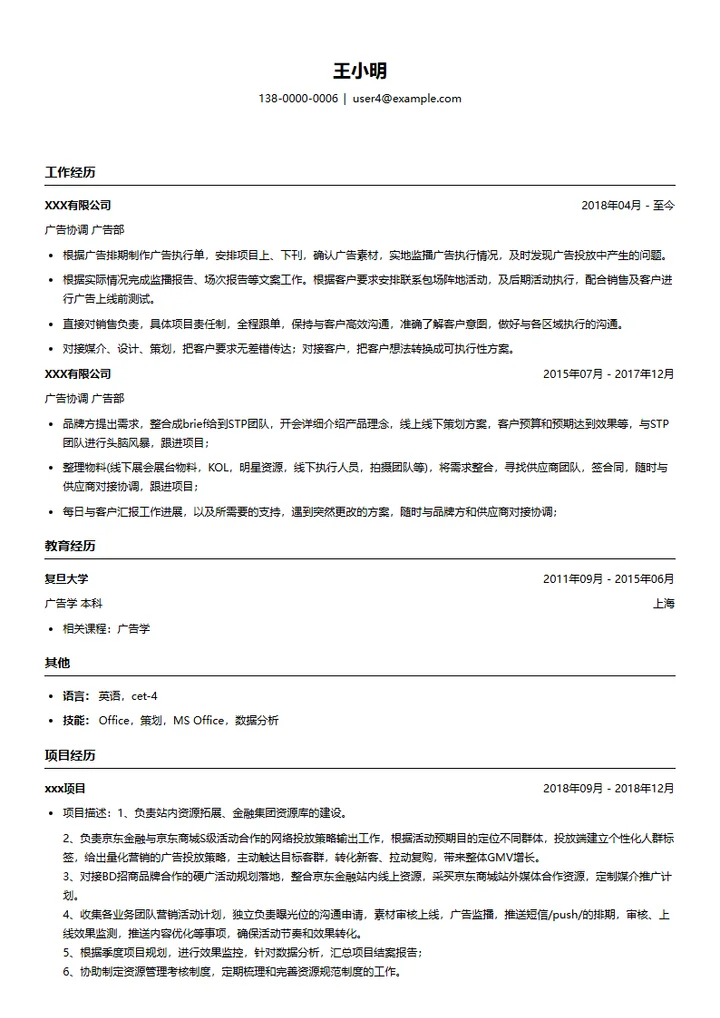 王小明
138-0000-0006 | user4@example.com
工作经历
XXX有限公司 2018年04月 - 至今
广告协调 广告部
• 根据广告排期制作广告执行单，安排项目上、下刊，确认广告素材，实地监播广告执行情况，及时发现广告投放中产生的问题。
• 根据实际情况完成监播报告、场次报告等文案工作。根据客户要求安排联系包场阵地活动，及后期活动执行，配合销售及客户进
行广告上线前测试。
• 直接对销售负责，具体项目责任制，全程跟单，保持与客户高效沟通，准确了解客户意图，做好与各区域执行的沟通。
• 对接媒介、设计、策划，把客户要求无差错传达；对接客户，把客户想法转换成可执行性方案。
XXX有限公司 2015年07月 - 2017年12月
广告协调 广告部
• 品牌方提出需求，整合成brief给到STP团队，开会详细介绍产品理念，线上线下策划方案，客户预算和预期达到效果等，与STP
团队进行头脑风暴，跟进项目；
• 整理物料(线下展会展台物料，KOL，明星资源，线下执行人员，拍摄团队等)，将需求整合，寻找供应商团队，签合同，随时与
供应商对接协调，跟进项目；
• 每日与客户汇报工作进展，以及所需要的支持，遇到突然更改的方案，随时与品牌方和供应商对接协调；
教育经历
复旦大学 2011年09月 - 2015年06月
广告学 本科 上海
• 相关课程：广告学
其他
• 语言： 英语，cet-4
• 技能： Office，策划，MS Office，数据分析
项目经历
xxx项目 2018年09月 - 2018年12月
• 项目描述：1、负责站内资源拓展、金融集团资源库的建设。
2、负责京东金融与京东商城S级活动合作的网络投放策略输出工作，根据活动预期目的定位不同群体，投放端建立个性化人群标
签，给出量化营销的广告投放策略，主动触达目标客群，转化新客、拉动复购，带来整体GMV增长。
3、对接BD招商品牌合作的硬广活动规划落地，整合京东金融站内线上资源，采买京东商城站外媒体合作资源，定制媒介推广计
划。
4、收集各业务团队营销活动计划，独立负责曝光位的沟通申请，素材审核上线，广告监播，推送短信/push/的排期，审核、上
线效果监测，推送内容优化等事项，确保活动节奏和效果转化。
5、根据季度项目规划，进行效果监控，针对数据分析，汇总项目结案报告；
6、协助制定资源管理考核制度，定期梳理和完善资源规范制度的工作。